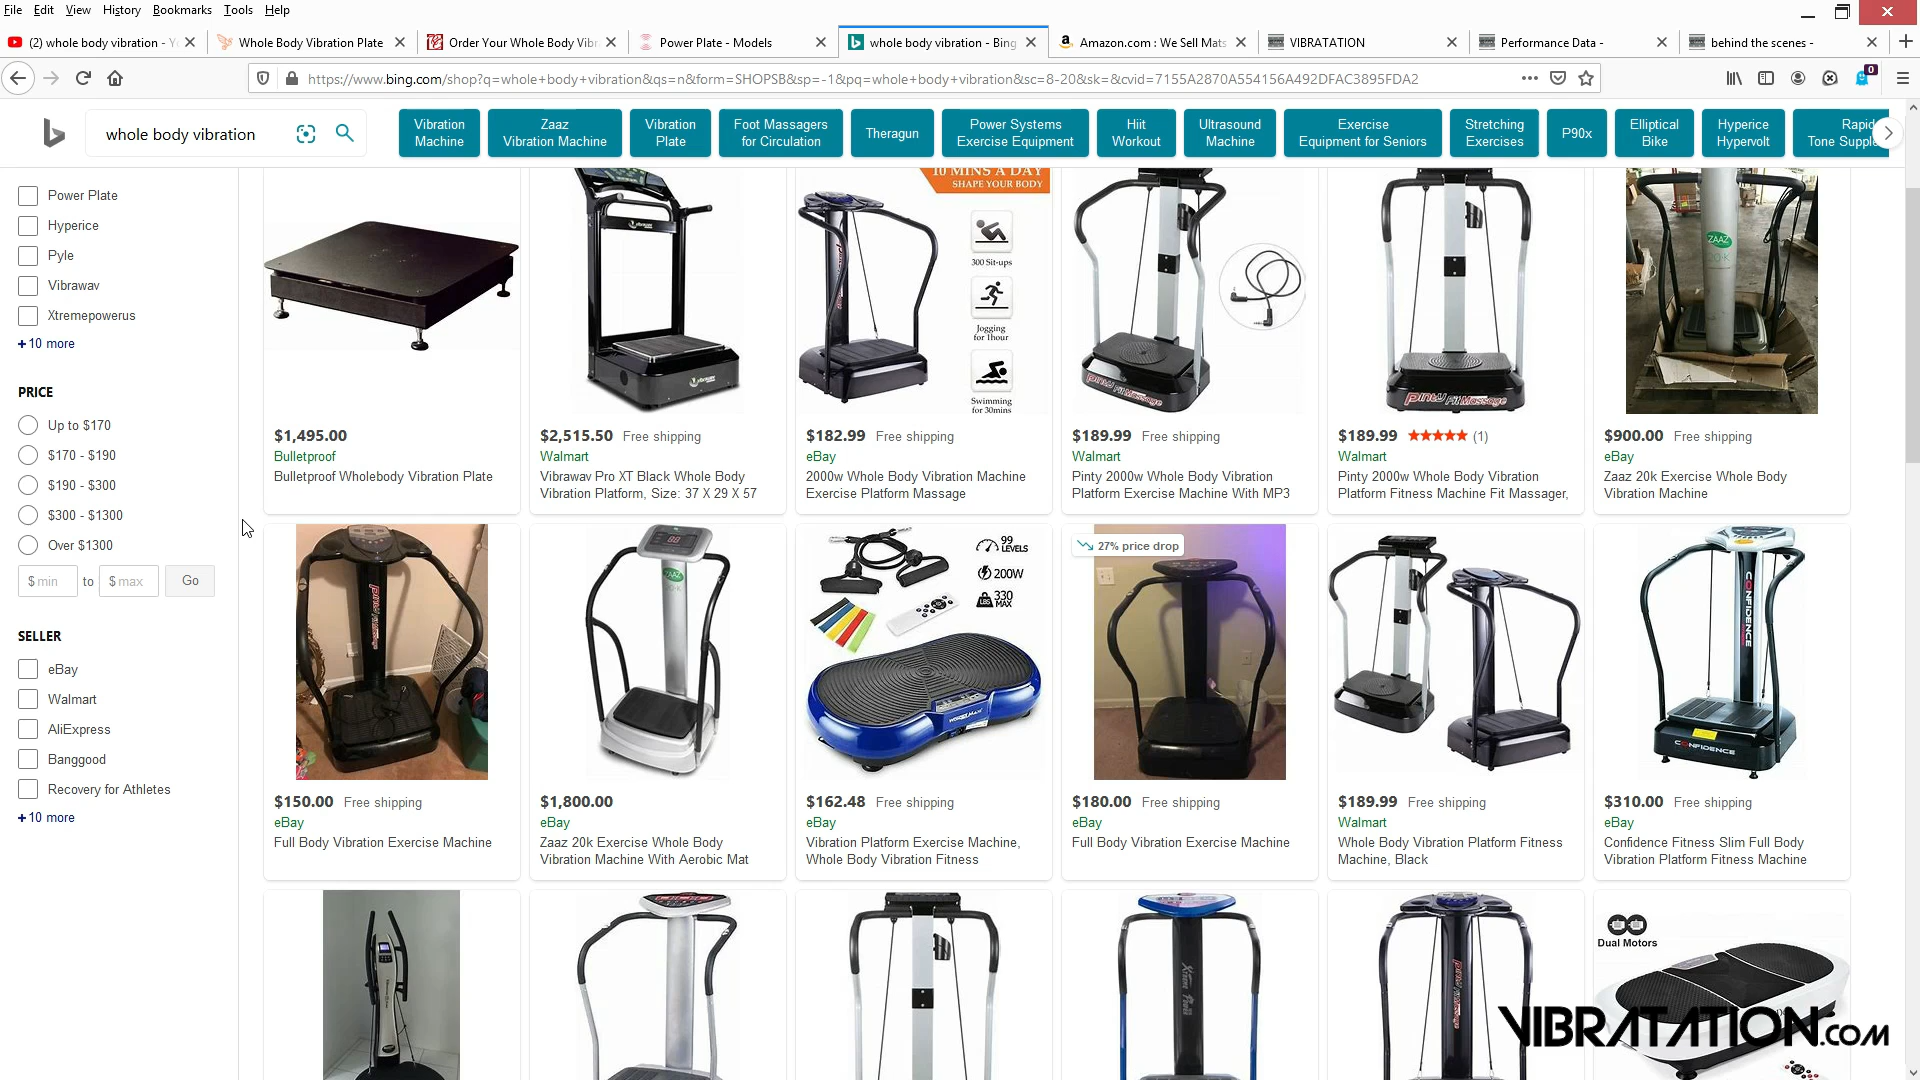 File Edit View History Bookmarks Tools Help
(2) whole body vibration - Y
Whole Body Vibration Plate
Order Your Whole Body Vibr
Power Plate - Models
whole body vibration - Bing
Amazon.com : We Sell Mats
VIBRATATION
Performance Data -
behind the scenes -
https://www.bing.com/shop?q=whole+body+vibration&qs=n&form=SHOPSB&sp=-1&pq=whole+body+vibration&sc=8-20&sk=&cvid=7155A2870A554156A492DFAC3895FDA2
0
whole body vibration
Vibration
Machine
Zaaz
Vibration Machine
Vibration
Plate
Foot Massagers
for Circulation
Theragun
Power Systems
Exercise Equipment
Hiit
Workout
Ultrasound
Machine
Exercise
Equipment for Seniors
Stretching
Exercises
P90x
Elliptical
Bike
Hyperice
Hypervolt
Rapid
Tone Supple
Power Plate
Hyperice
Pyle
Vibrawav
Xtremepowerus
+10 more
PRICE
Up to $170
$170 - $190
$190 - $300
$300 - $1300
Over $1300
$ min to $ max Go
SELLER
eBay
Walmart
AliExpress
Banggood
Recovery for Athletes
+10 more
10 MINS A DAY
SHAPE YOUR BODY
300 Sit-ups
Jogging
for 1hour
Swimming
for 30mins
Pinty Fit Massage
Pinty Fit Massage
ZAAZ
20-K
$1,495.00
Bulletproof
Bulletproof Wholebody Vibration Plate
$2,515.50 Free shipping
Walmart
Vibrawav Pro XT Black Whole Body
Vibration Platform, Size: 37 X 29 X 57
$182.99 Free shipping
eBay
2000w Whole Body Vibration Machine
Exercise Platform Massage
$189.99 Free shipping
Walmart
Pinty 2000w Whole Body Vibration
Platform Exercise Machine With MP3
$189.99 (1)
Walmart
Pinty 2000w Whole Body Vibration
Platform Fitness Machine Fit Massager,
$900.00 Free shipping
eBay
Zaaz 20k Exercise Whole Body
Vibration Machine
ZAAZ
20-K
99
LEVELS
200W
LBS 330
MAX
27% price drop
CONFIDENCE
CONFIDENCE
$150.00 Free shipping
eBay
Full Body Vibration Exercise Machine
$1,800.00
eBay
Zaaz 20k Exercise Whole Body
Vibration Machine With Aerobic Mat
$162.48 Free shipping
eBay
Vibration Platform Exercise Machine,
Whole Body Vibration Fitness
$180.00 Free shipping
eBay
Full Body Vibration Exercise Machine
$189.99 Free shipping
Walmart
Whole Body Vibration Platform Fitness
Machine, Black
$310.00 Free shipping
eBay
Confidence Fitness Slim Full Body
Vibration Platform Fitness Machine
Dual Motors
VIBRATATION.COM